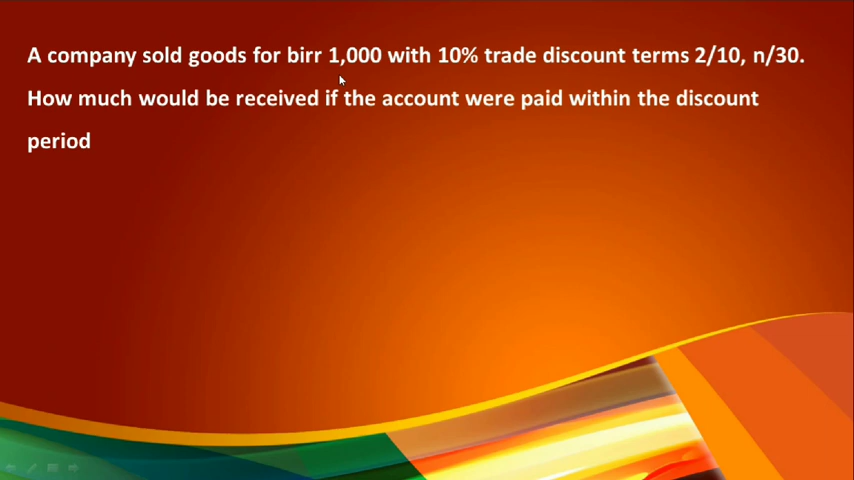 A company sold goods for birr 1,000 with 10% trade discount terms 2/10, n/30.
How much would be received if the account were paid within the discount
period